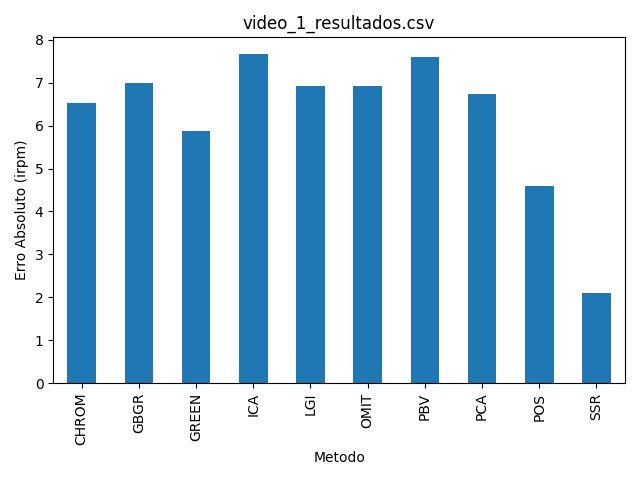 video_1_resultados.csv
Erro Absoluto (irpm)
8
7
6
5
4
3
2
1
0
CHROM
GBGR
GREEN
ICA
LGI
OMIT
PBV
PCA
POS
SSR
Metodo